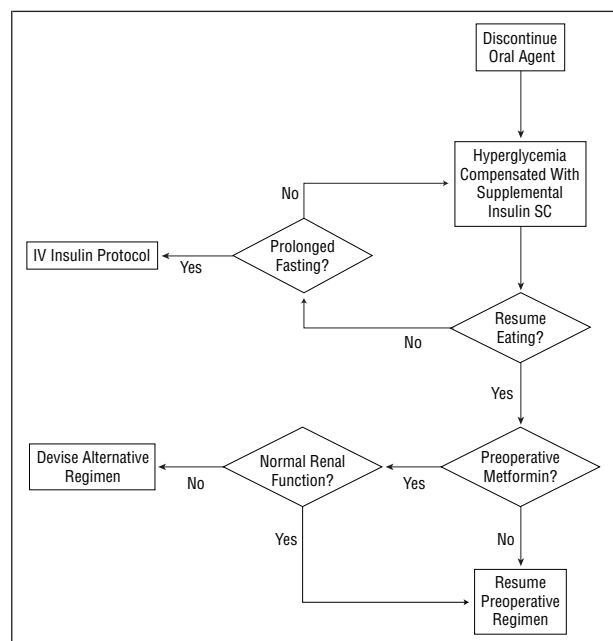 Discontinue
Oral Agent
Hyperglycemia
Compensated With
Supplemental
Insulin SC
No
Prolonged
Fasting?
Yes
IV Insulin Protocol
Resume
Eating?
No
Yes
Preoperative
Metformin?
Yes
Normal Renal
Function?
No
Devise Alternative
Regimen
Yes
No
Resume
Preoperative
Regimen